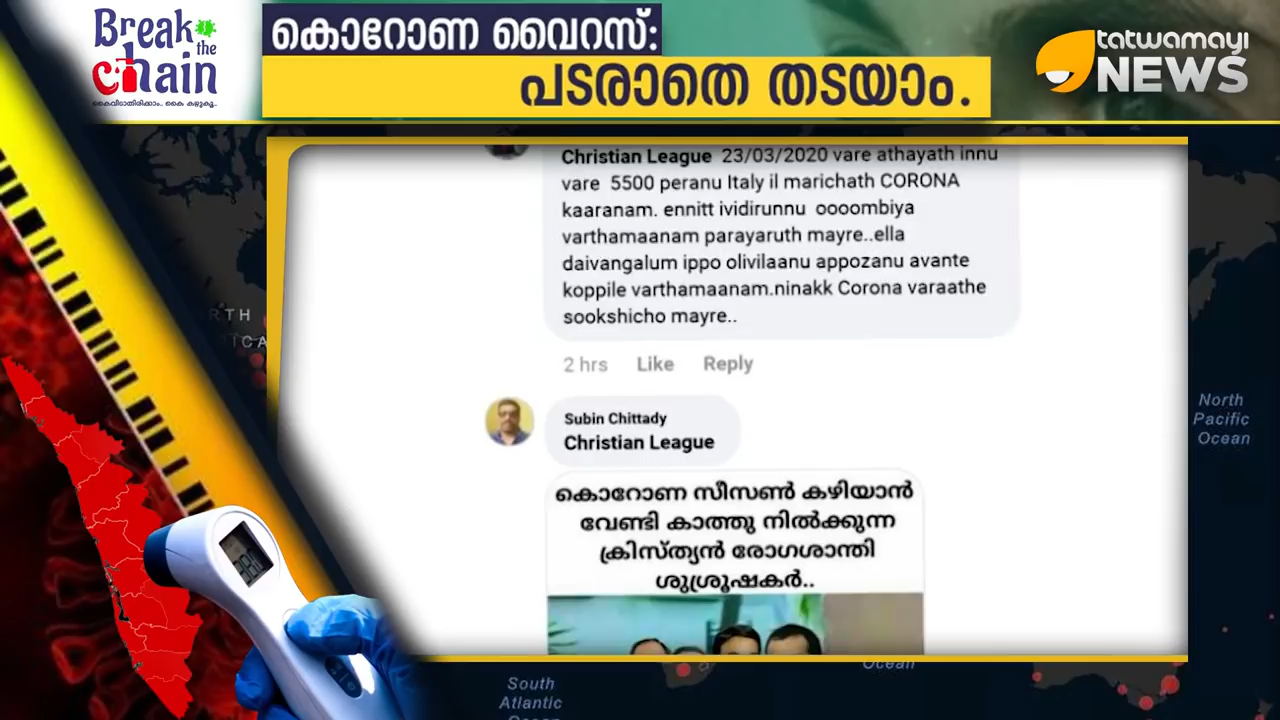 Break
the
chain
കൈവിടാതിരിക്കാം.. കൈ കഴുകൂ..
കൊറോണ വൈറസ്:
പടരാതെ തടയാം.
tatwamayi
NEWS
Christian League 23/03/2020 vare athayath innu
vare 5500 peranu Italy il marichath CORONA
kaaranam. ennitt ividirunnu oooombiya
varthamaanam parayaruth mayre..ella
daivangalum ippo olivilaanu appozanu avante
koppile varthamaanam.ninakk Corona varaathe
sookshicho mayre..
2 hrs Like Reply
Subin Chittady
Christian League
കൊറോണ സീസൺ കഴിയാൻ
വേണ്ടി കാത്തു നിൽക്കുന്ന
ക്രിസ്ത്യൻ രോഗശാന്തി
ശുശ്രൂഷകർ..
North
Pacific
Ocean
South
Atlantic
Ocean